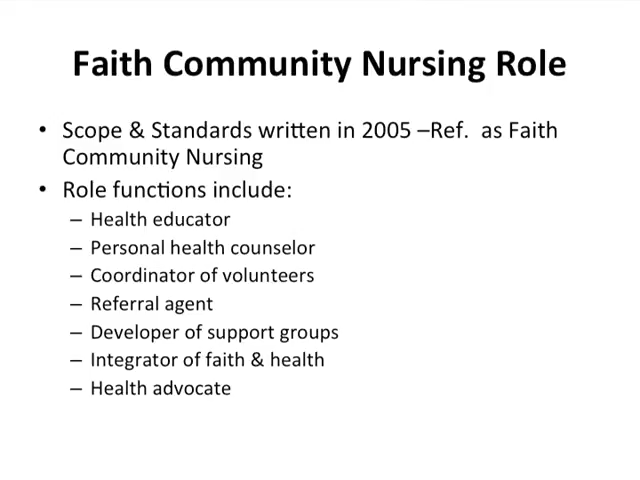 Faith Community Nursing Role
• Scope & Standards written in 2005 –Ref.  as Faith
Community Nursing
• Role functions include:
– Health educator
– Personal health counselor
– Coordinator of volunteers
– Referral agent
– Developer of support groups
– Integrator of faith & health
– Health advocate